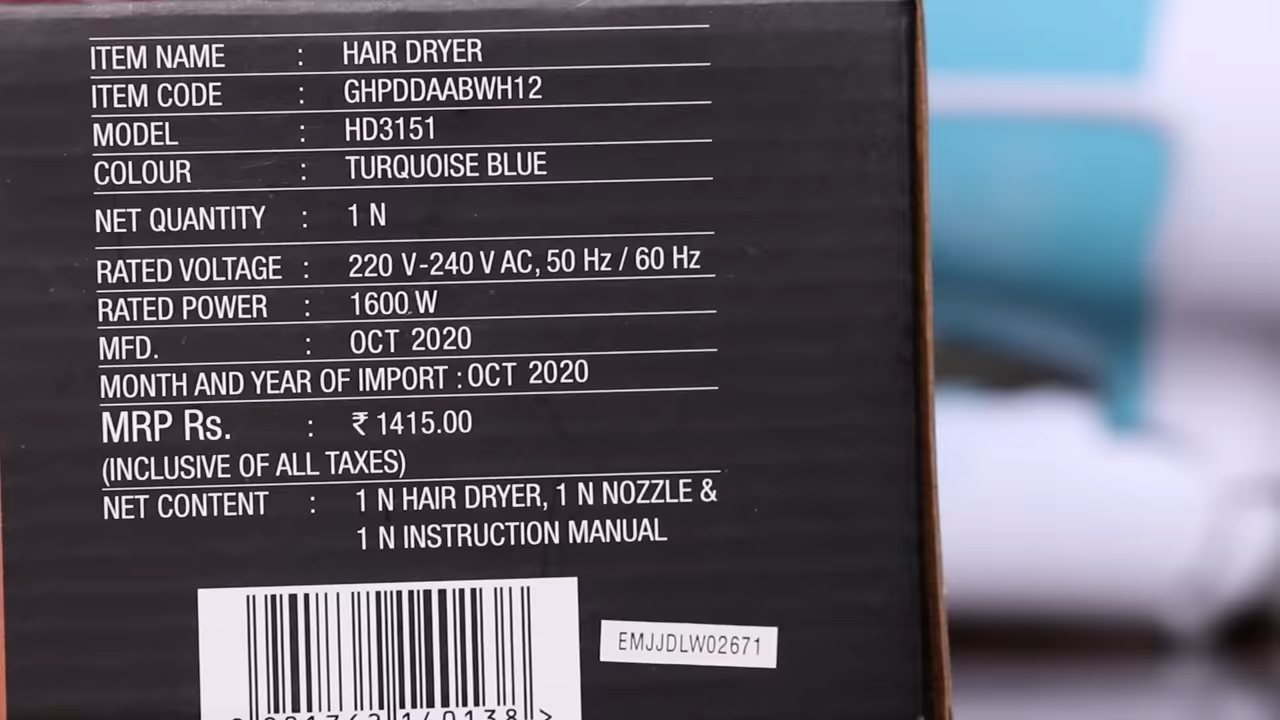 ITEM NAME : HAIR DRYER
ITEM CODE : GHPDDAABWH12
MODEL : HD3151
COLOUR : TURQUOISE BLUE
NET QUANTITY : 1 N
RATED VOLTAGE : 220 V-240 V AC, 50 Hz / 60 Hz
RATED POWER : 1600 W
MFD. : OCT 2020
MONTH AND YEAR OF IMPORT : OCT 2020
MRP Rs. : ₹ 1415.00
(INCLUSIVE OF ALL TAXES)
NET CONTENT : 1 N HAIR DRYER, 1 N NOZZLE &
1 N INSTRUCTION MANUAL
EMJJDLW02671